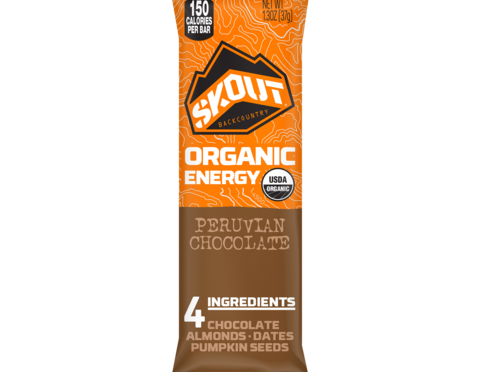 150
CALORIES
PER BAR
NET WT
1.3OZ (37g)
SKOUT
BACKCOUNTRY
ORGANIC
ENERGY
USDA
ORGANIC
PERUVIAN
CHOCOLATE
4 INGREDIENTS
CHOCOLATE
ALMONDS · DATES
PUMPKIN SEEDS